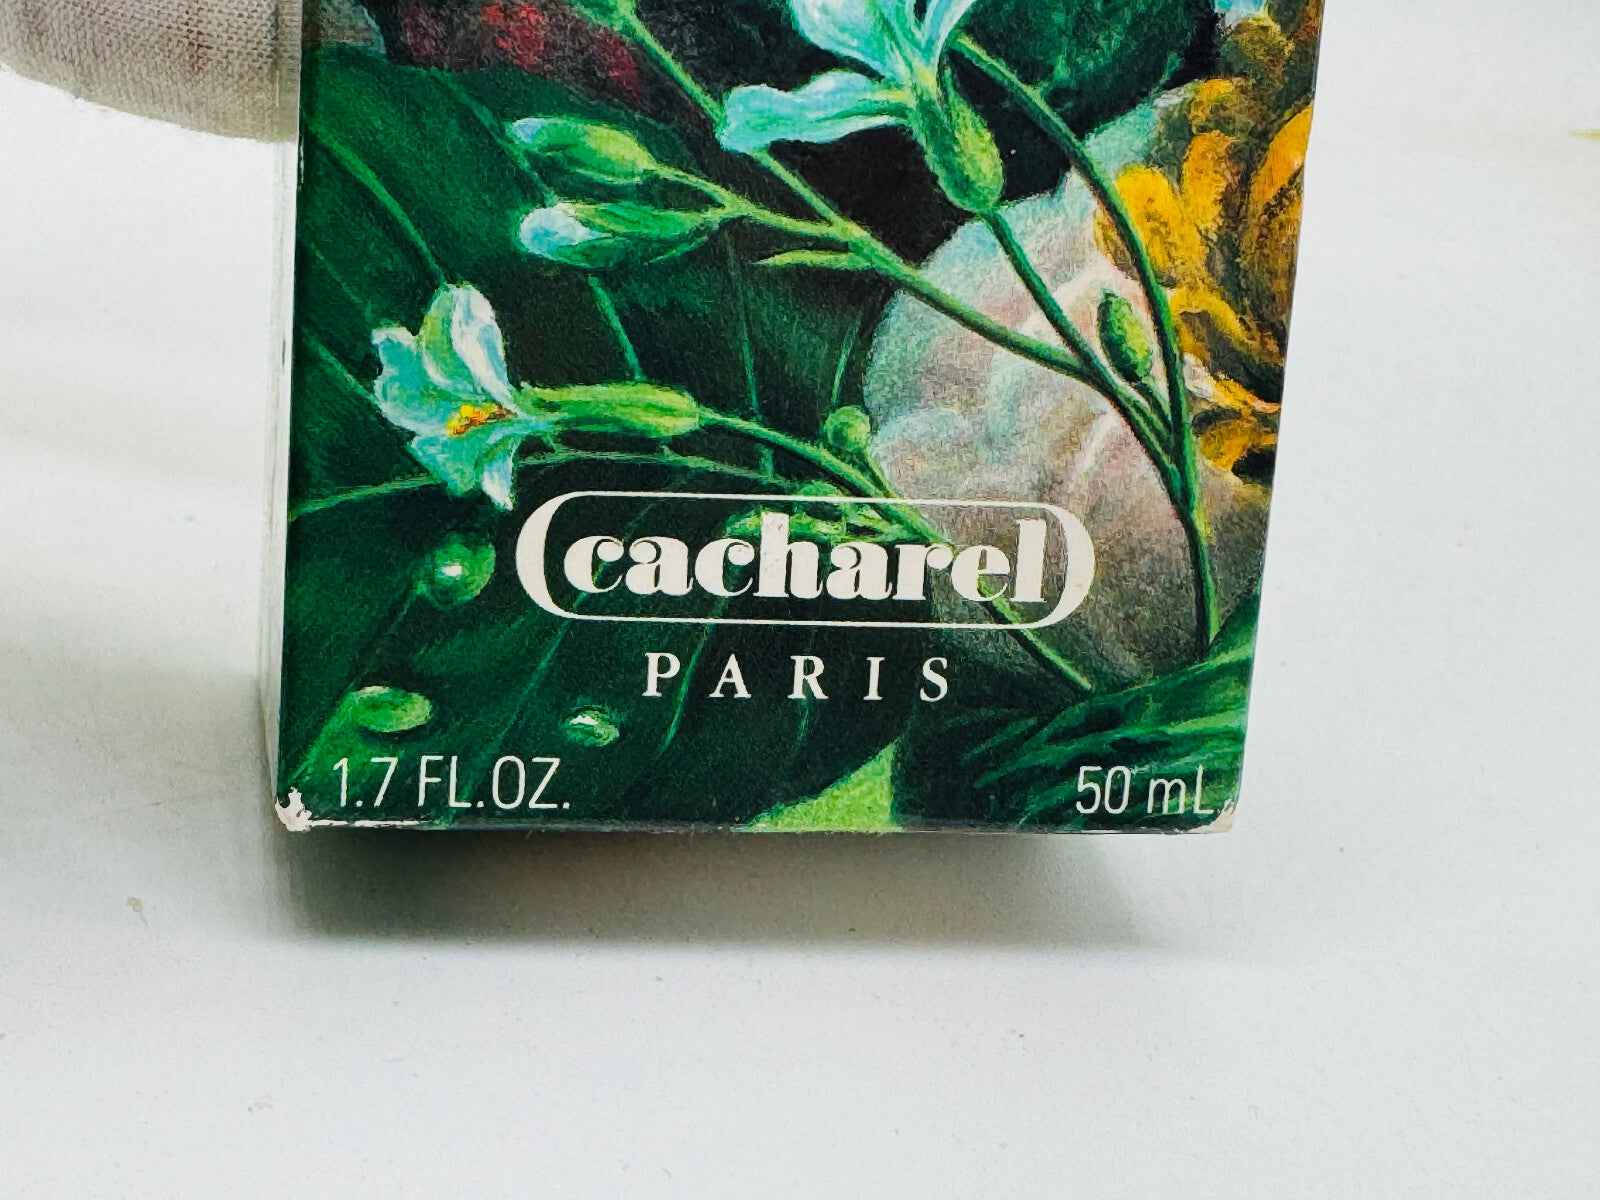 cacharel
PARIS
1.7 FL.OZ.
50 mL